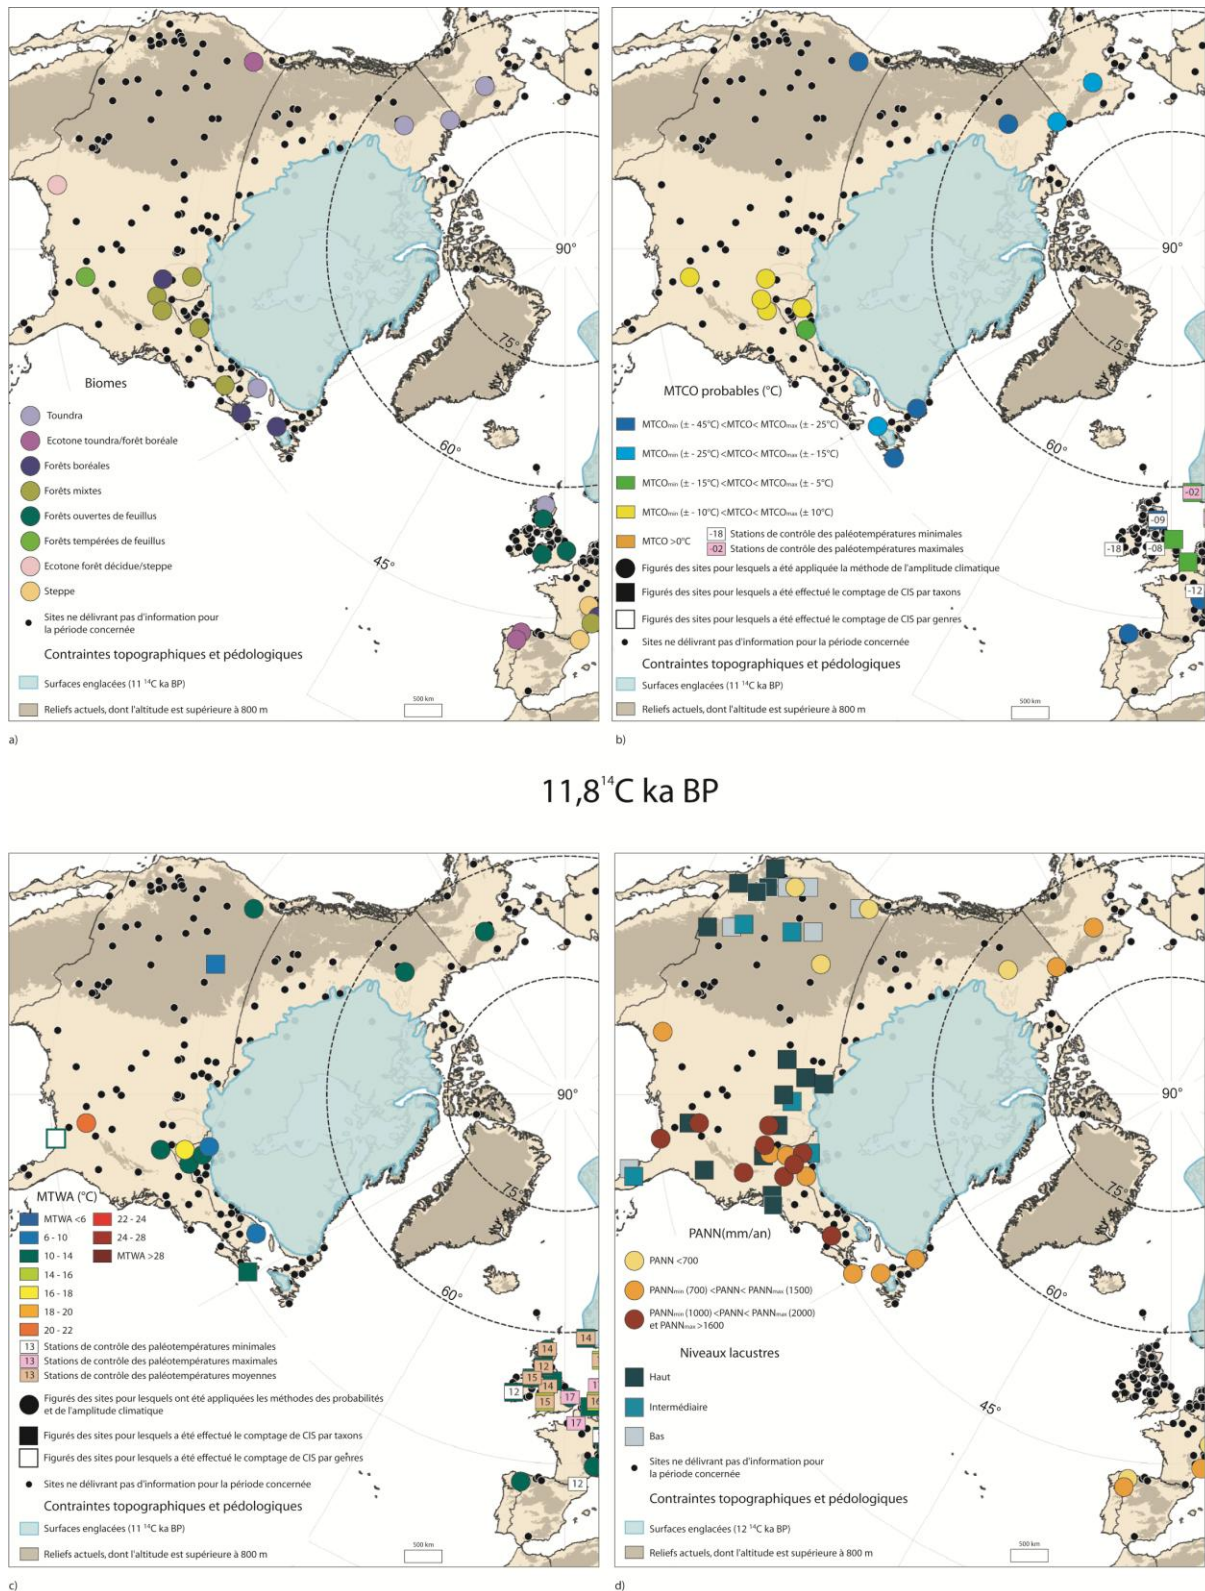 90°
75°
60°
45°
Biomes
Toundra
Ecotone toundra/forêt boréale
Forêts boréales
Forêts mixtes
Forêts ouvertes de feuillus
Forêts tempérées de feuillus
Ecotone forêt décidue/steppe
Steppe
Sites ne délivrant pas d'information pour
la période concernée
Contraintes topographiques et pédologiques
Surfaces englacées (11 ¹⁴C ka BP)
Reliefs actuels, dont l'altitude est supérieure à 800 m
500 km
a)
90°
75°
60°
MTCO probables (°C)
MTCOmin (± - 45°C) <MTCO< MTCOmax (± - 25°C)
MTCOmin (± - 25°C) <MTCO< MTCOmax (± - 15°C)
MTCOmin (± - 15°C) <MTCO< MTCOmax (± - 5°C)
MTCOmin (± - 10°C) <MTCO< MTCOmax (± 10°C)
MTCO >0°C
-18 Stations de contrôle des paléotempératures minimales
-02 Stations de contrôle des paléotempératures maximales
Figurés des sites pour lesquels a été appliquée la méthode de l'amplitude climatique
Figurés des sites pour lesquels a été effectué le comptage de CIS par taxons
Figurés des sites pour lesquels a été effectué le comptage de CIS par genres
Sites ne délivrant pas d'information pour la période concernée
Contraintes topographiques et pédologiques
Surfaces englacées (11 ¹⁴C ka BP)
Reliefs actuels, dont l'altitude est supérieure à 800 m
500 km
-02
-09
-18
-08
-12
b)
11,8¹⁴C ka BP
90°
75°
60°
MTWA (°C)
MTWA <6
22 - 24
6 - 10
24 - 28
10 - 14
MTWA >28
14 - 16
16 - 18
18 - 20
20 - 22
13 Stations de contrôle des paléotempératures minimales
13 Stations de contrôle des paléotempératures maximales
13 Stations de contrôle des paléotempératures moyennes
Figurés des sites pour lesquels ont été appliquées les méthodes des probabilités
et de l'amplitude climatique
Figurés des sites pour lesquels a été effectué le comptage de CIS par taxons
Figurés des sites pour lesquels a été effectué le comptage de CIS par genres
Sites ne délivrant pas d'information pour la période concernée
Contraintes topographiques et pédologiques
Surfaces englacées (11 ¹⁴C ka BP)
Reliefs actuels, dont l'altitude est supérieure à 800 m
500 km
14
14
12
15
14
12
15
17
16
17
12
c)
90°
75°
60°
45°
PANN(mm/an)
PANN <700
PANNmin (700) <PANN< PANNmax (1500)
PANNmin (1000) <PANN< PANNmax (2000)
et PANNmax >1600
Niveaux lacustres
Haut
Intermédiaire
Bas
Sites ne délivrant pas d'information pour
la période concernée
Contraintes topographiques et pédologiques
Surfaces englacées (12 ¹⁴C ka BP)
Reliefs actuels, dont l'altitude est supérieure à 800 m
500 km
d)